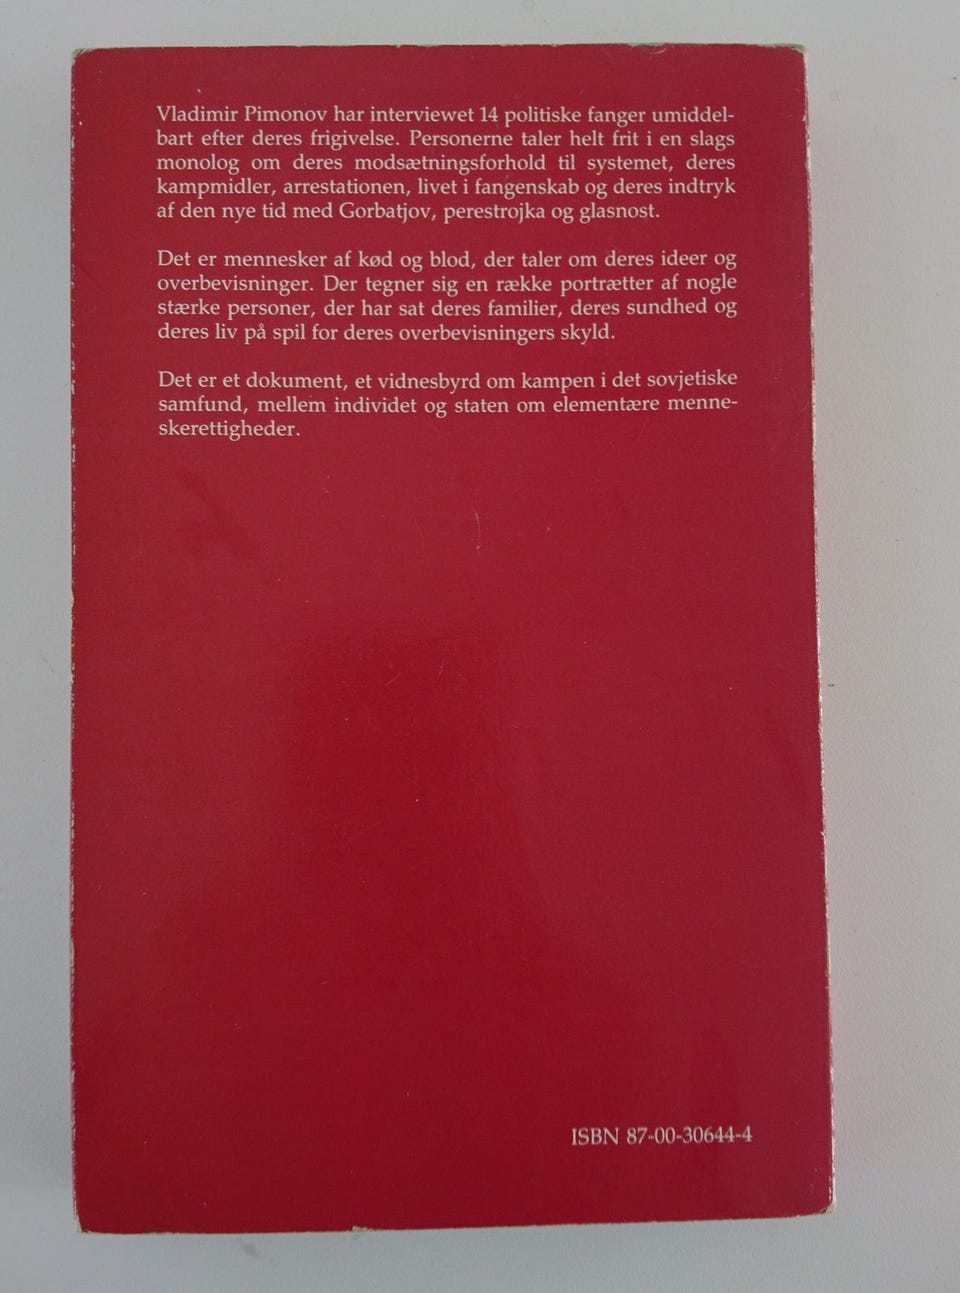 Vladimir Pimonov har interviewet 14 politiske fanger umiddel-
bart efter deres frigivelse. Personerne taler helt frit i en slags
monolog om deres modsætningsforhold til systemet, deres
kampmidler, arrestationen, livet i fangenskab og deres indtryk
af den nye tid med Gorbatjov, perestrojka og glasnost.
Det er mennesker af kød og blod, der taler om deres ideer og
overbevisninger. Der tegner sig en række portrætter af nogle
stærke personer, der har sat deres familier, deres sundhed og
deres liv på spil for deres overbevisningers skyld.
Det er et dokument, et vidnesbyrd om kampen i det sovjetiske
samfund, mellem individet og staten om elementære menne-
skerettigheder.
ISBN 87-00-30644-4